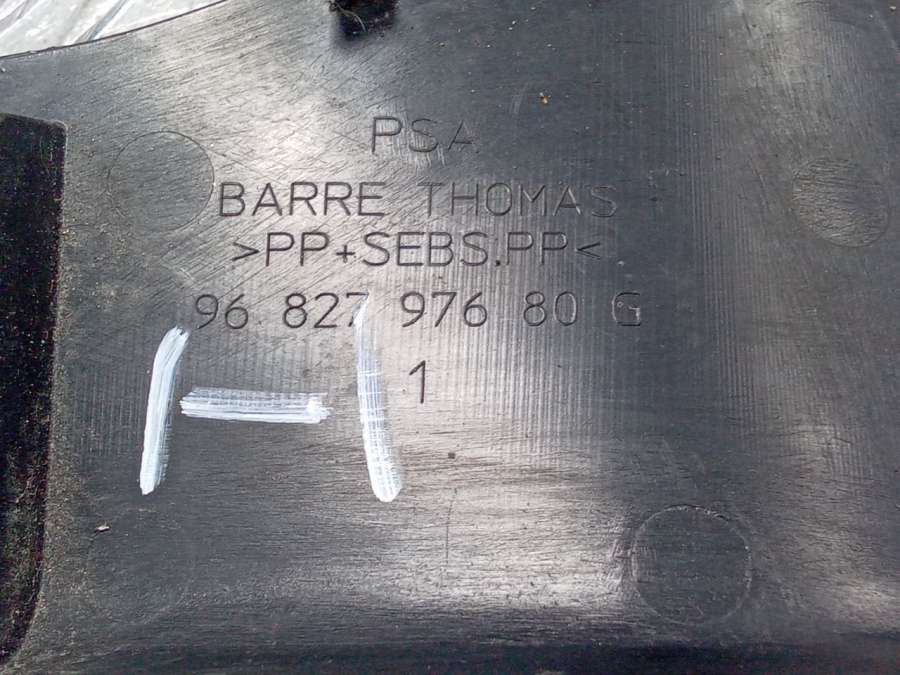 PSA
BARRE THOMAS
>PP+SEBS.PP<
96 827 976 80 G
1
H